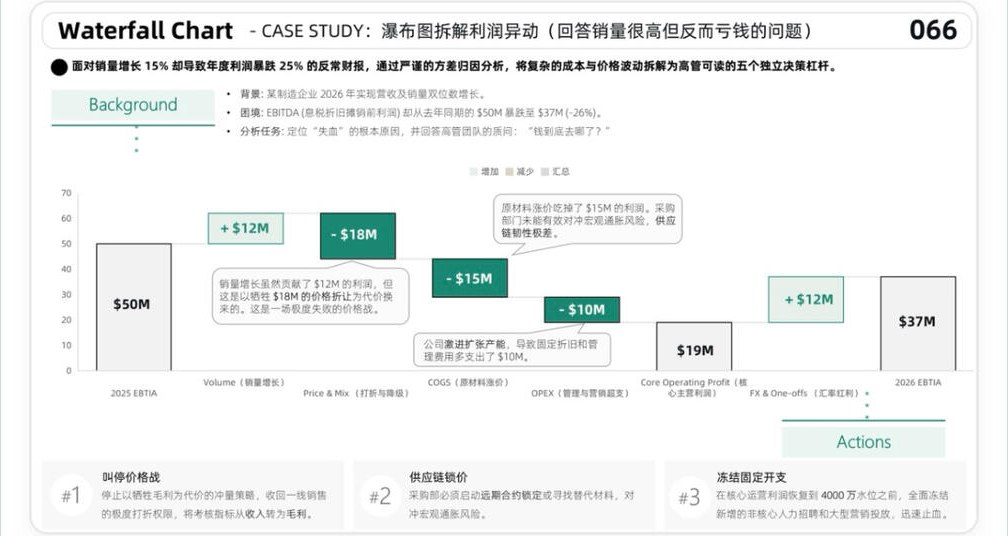 Waterfall Chart - CASE STUDY：瀑布图拆解利润异动（回答销量很高但反而亏钱的问题） 066
面对销量增长 15% 却导致年度利润暴跌 25% 的反常财报，通过严谨的方差归因分析，将复杂的成本与价格波动拆解为高管可读的五个独立决策杠杆。
Background
• 背景: 某制造企业 2026 年实现营收及销量双位数增长。
• 困境: EBITDA (息税折旧摊销前利润) 却从去年同期的 $50M 暴跌至 $37M (-26%)。
• 分析任务: 定位“失血”的根本原因，并回答高管团队的质问：“钱到底去哪了？”
增加 减少 汇总
70
60
50
40
30
20
10
0
$50M
+ $12M
- $18M
- $15M
- $10M
$19M
+ $12M
$37M
原材料涨价吃掉了 $15M 的利润。采购
部门未能有效对冲宏观通胀风险，供应
链韧性极差。
销量增长虽然贡献了 $12M 的利润，但
这是以牺牲 $18M 的价格折让为代价换
来的。这是一场极度失败的价格战。
公司激进扩张产能，导致固定折旧和管
理费用多支出了 $10M。
2025 EBTIA
Volume（销量增长）
Price & Mix（打折与降级）
COGS（原材料涨价）
OPEX（管理与营销超支）
Core Operating Profit（核
心主营利润）
FX & One-offs （汇率红利）
2026 EBTIA
Actions
#1
叫停价格战
停止以牺牲毛利为代价的冲量策略，收回一线销售
的极度打折权限，将考核指标从收入转为毛利。
#2
供应链锁价
采购部必须启动远期合约锁定或寻找替代材料，对
冲宏观通胀风险。
#3
冻结固定开支
在核心运营利润恢复到 4000 万水位之前，全面冻结
新增的非核心人力招聘和大型营销投放，迅速止血。